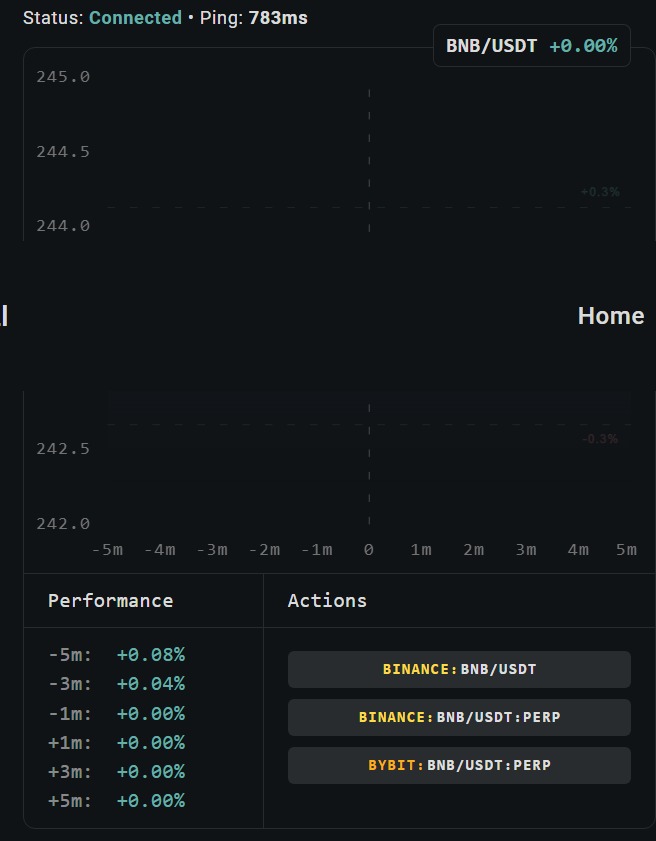 Status: Connected • Ping: 783ms
BNB/USDT +0.00%
245.0
244.5
+0.3%
244.0
Home
242.5
-0.3%
242.0
-5m -4m -3m -2m -1m 0 1m 2m 3m 4m 5m
Performance
Actions
-5m: +0.08%
-3m: +0.04%
-1m: +0.00%
+1m: +0.00%
+3m: +0.00%
+5m: +0.00%
BINANCE:BNB/USDT
BINANCE:BNB/USDT:PERP
BYBIT:BNB/USDT:PERP